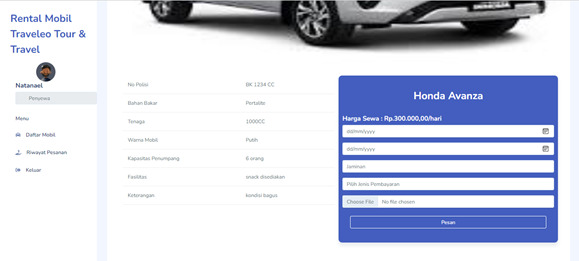 Rental Mobil
Traveleo Tour &
Travel
Natanael
Penyewa
Menu
Daftar Mobil
Riwayat Pesanan
Keluar
No Polisi BK 1234 CC
Bahan Bakar Pertalite
Tenaga 1000CC
Warna Mobil Putih
Kapasitas Penumpang 6 orang
Fasilitas snack disediakan
Keterangan kondisi bagus
Honda Avanza
Harga Sewa : Rp.300.000,00/hari
dd/mm/yyyy
dd/mm/yyyy
Jaminan
Pilih Jenis Pembayaran
Choose File No file chosen
Pesan